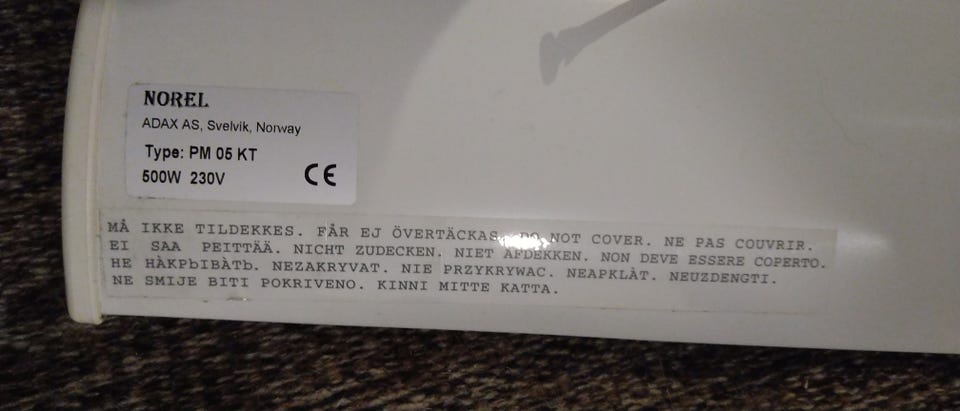 NOREL
ADAX AS, Svelvik, Norway
Type: PM 05 KT
500W 230V
CE
MÅ IKKE TILDEKKES. FÅR EJ ÖVERTÄCKAS. DO NOT COVER. NE PAS COUVRIR.
EI SAA PEITTÄÄ. NICHT ZUDECKEN. NIET AFDEKKEN. NON DEVE ESSERE COPERTO.
HE HÀKPbIBÀTb. NEZAKRYVAT. NIE PRZYKRYWAC. NEAPKLÀT. NEUZDENGTI.
NE SMIJE BITI POKRIVENO. KINNI MITTE KATTA.